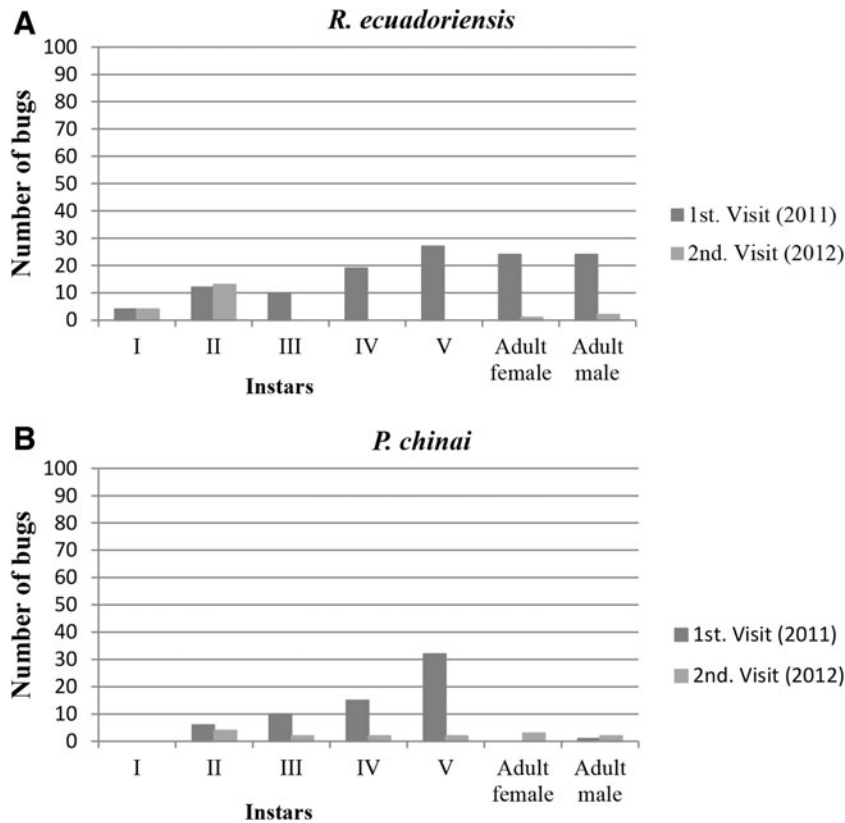 A
R. ecuadoriensis
Number of bugs
100
90
80
70
60
50
40
30
20
10
0
I II III IV V Adult female Adult male
Instars
1st. Visit (2011)
2nd. Visit (2012)
B
P. chinai
Number of bugs
100
90
80
70
60
50
40
30
20
10
0
I II III IV V Adult female Adult male
Instars
1st. Visit (2011)
2nd. Visit (2012)